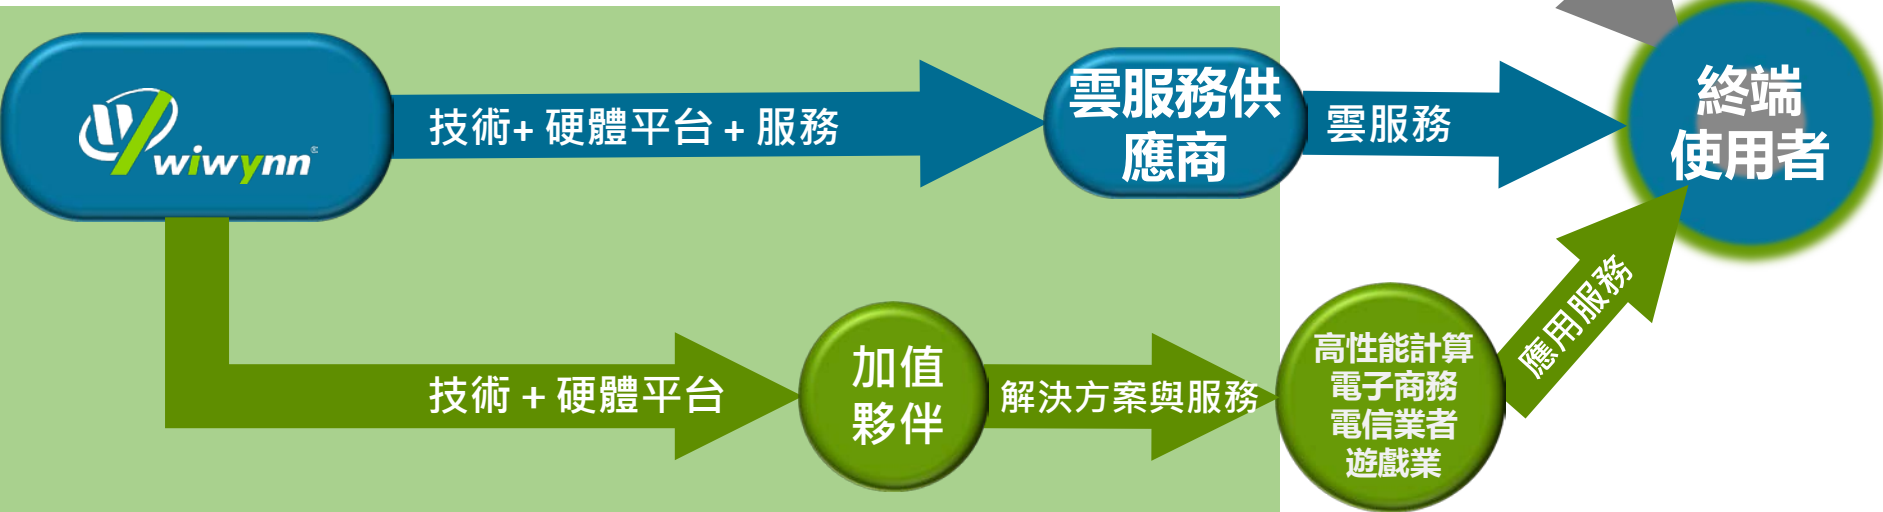 wiwynn®
技術+ 硬體平台 + 服務
雲服務供
應商
雲服務
終端
使用者
技術 + 硬體平台
加值
夥伴
解決方案與服務
高性能計算
電子商務
電信業者
遊戲業
應用服務